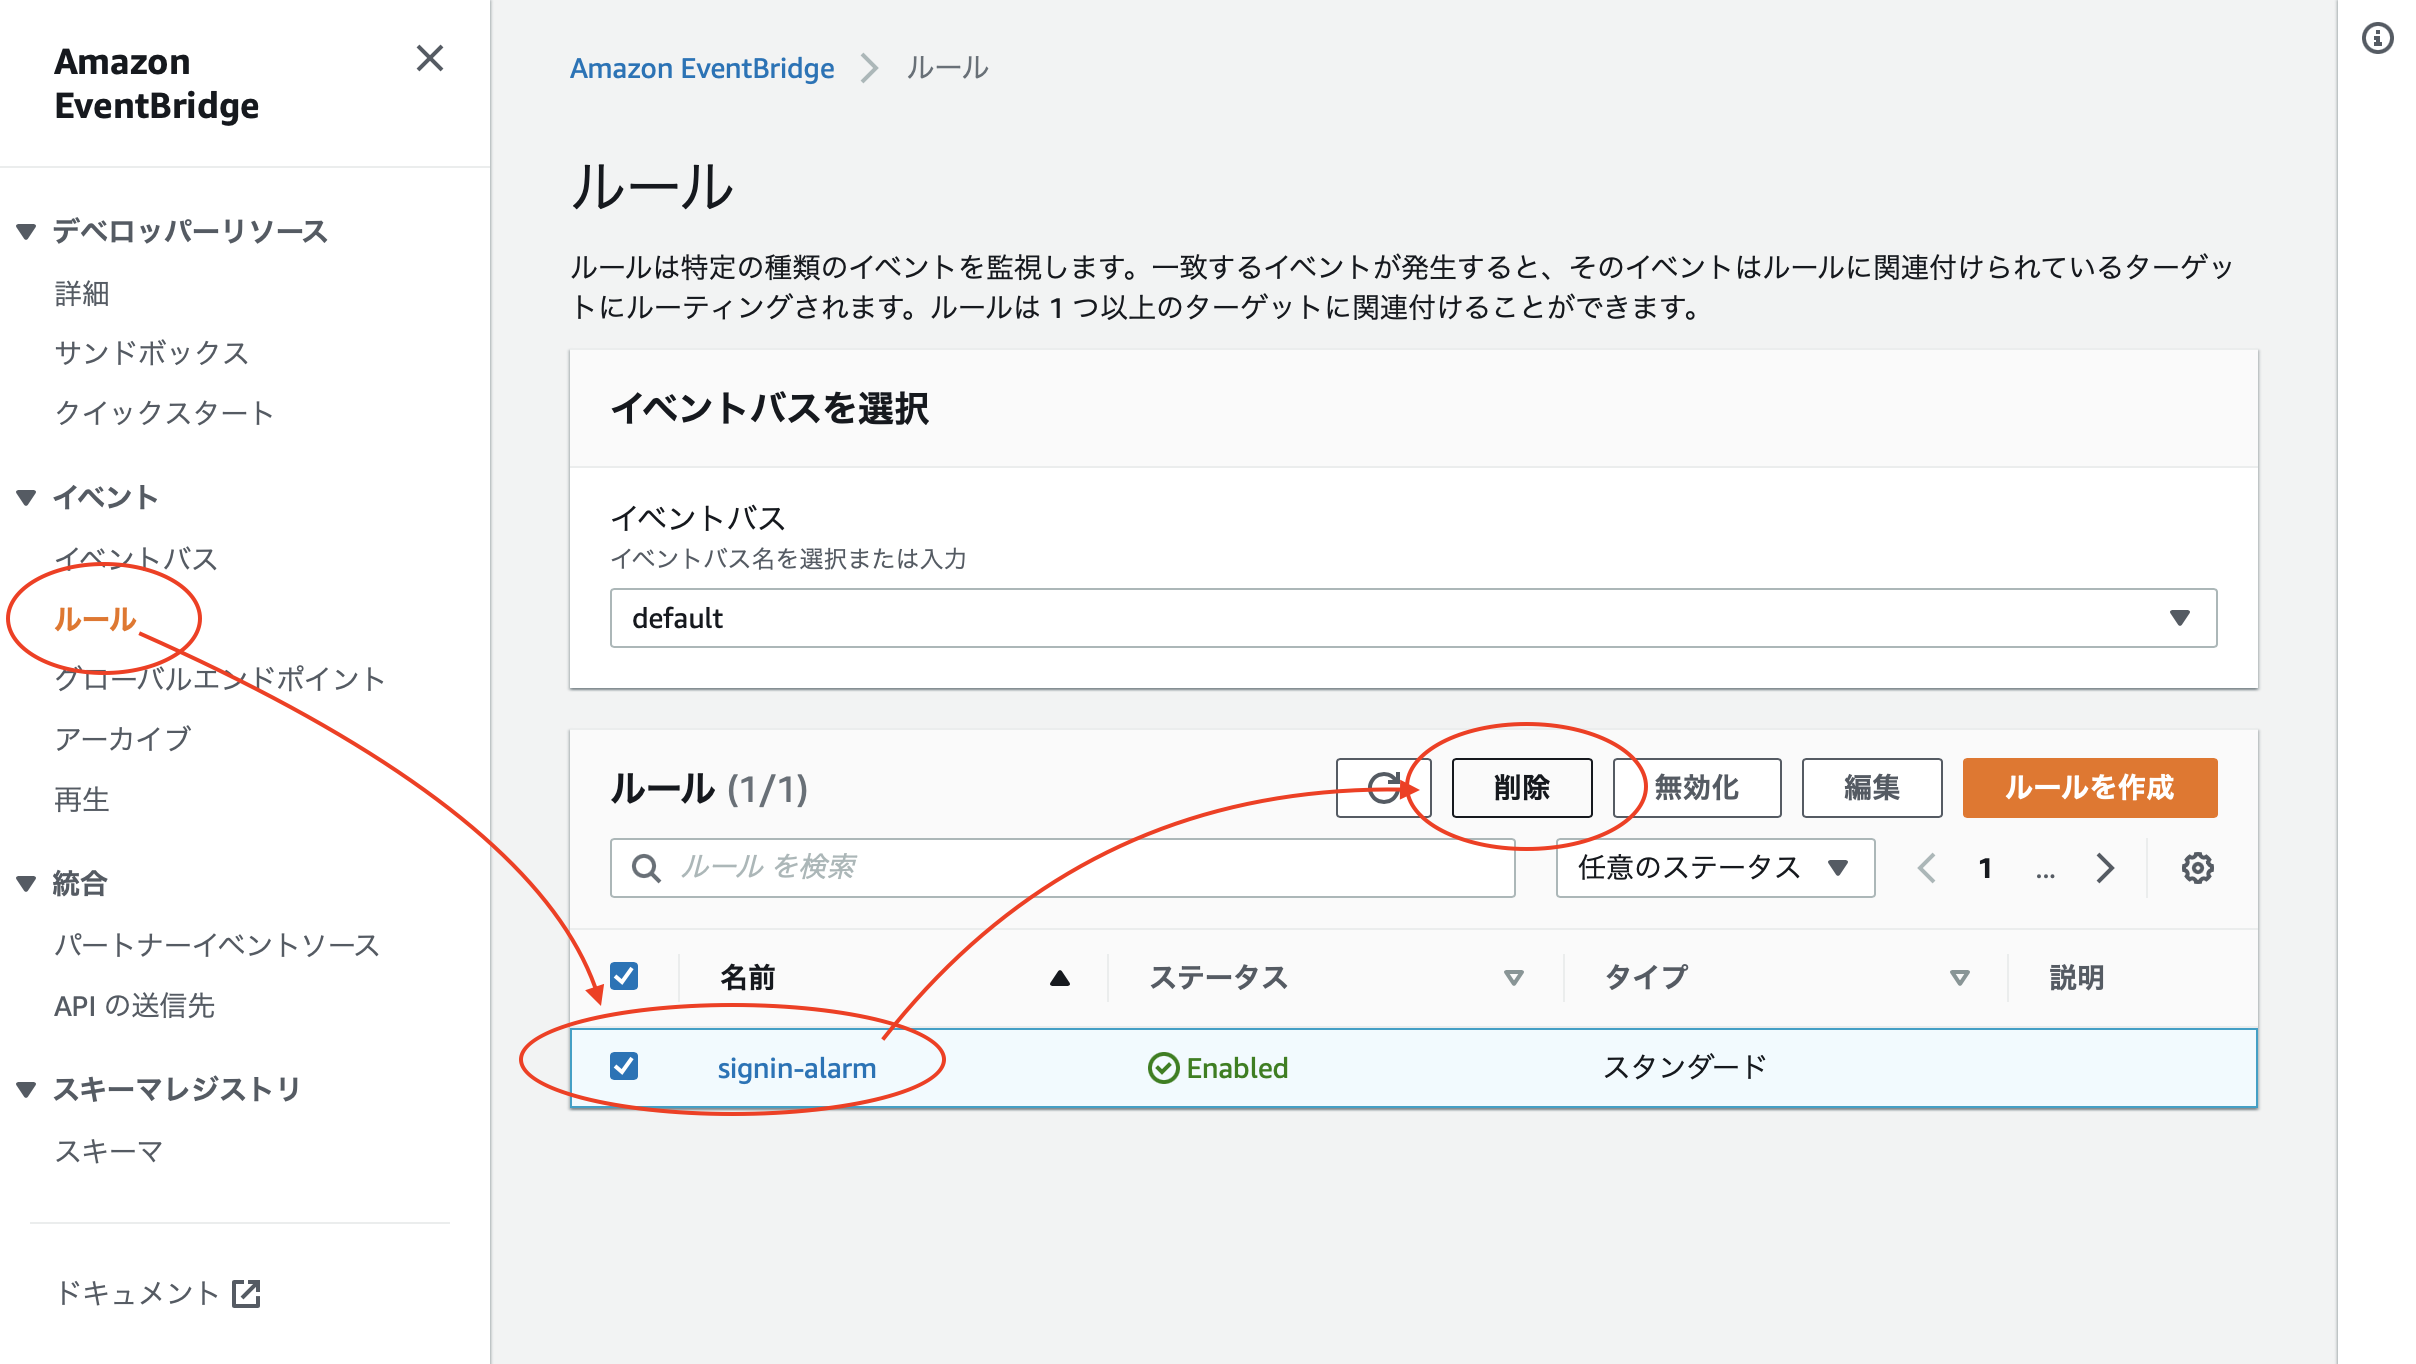 Amazon
EventBridge
デベロッパーリソース
詳細
サンドボックス
クイックスタート
イベント
イベントバス
ルール
グローバルエンドポイント
アーカイブ
再生
統合
パートナーイベントソース
API の送信先
スキーマレジストリ
スキーマ
ドキュメント
Amazon EventBridge ルール
ルール
ルールは特定の種類のイベントを監視します。一致するイベントが発生すると、そのイベントはルールに関連付けられているターゲッ
トにルーティングされます。ルールは 1 つ以上のターゲットに関連付けることができます。
イベントバスを選択
イベントバス
イベントバス名を選択または入力
default
ルール (1/1) 削除 無効化 編集 ルールを作成
ルール を検索 任意のステータス 1 ...
名前 ステータス タイプ 説明
signin-alarm Enabled スタンダード